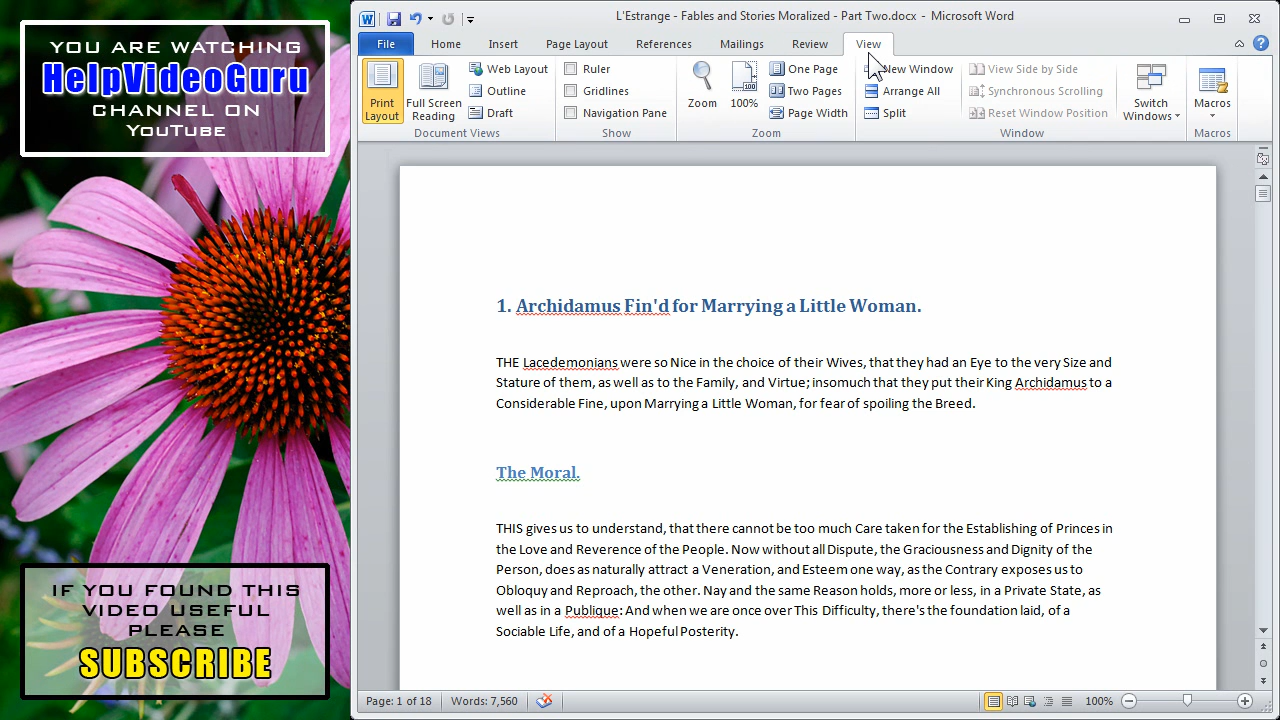 YOU ARE WATCHING
HelpVideoGuru
CHANNEL ON
YouTube
IF YOU FOUND THIS
VIDEO USEFUL
PLEASE
SUBSCRIBE
L'Estrange - Fables and Stories Moralized - Part Two.docx - Microsoft Word
File Home Insert Page Layout References Mailings Review View
Print Layout
Full Screen Reading
Web Layout
Outline
Draft
Document Views
Ruler
Gridlines
Navigation Pane
Show
Zoom
100
100%
One Page
Two Pages
Page Width
Zoom
New Window
Arrange All
Split
View Side by Side
Synchronous Scrolling
Reset Window Position
Window
Switch Windows
Macros
Macros
1. Archidamus Fin'd for Marrying a Little Woman.
THE Lacedemonians were so Nice in the choice of their Wives, that they had an Eye to the very Size and
Stature of them, as well as to the Family, and Virtue; insomuch that they put their King Archidamus to a
Considerable Fine, upon Marrying a Little Woman, for fear of spoiling the Breed.
The Moral.
THIS gives us to understand, that there cannot be too much Care taken for the Establishing of Princes in
the Love and Reverence of the People. Now without all Dispute, the Graciousness and Dignity of the
Person, does as naturally attract a Veneration, and Esteem one way, as the Contrary exposes us to
Obloquy and Reproach, the other. Nay and the same Reason holds, more or less, in a Private State, as
well as in a Publique: And when we are once over This Difficulty, there's the foundation laid, of a
Sociable Life, and of a Hopeful Posterity.
Page: 1 of 18 Words: 7,560 100%